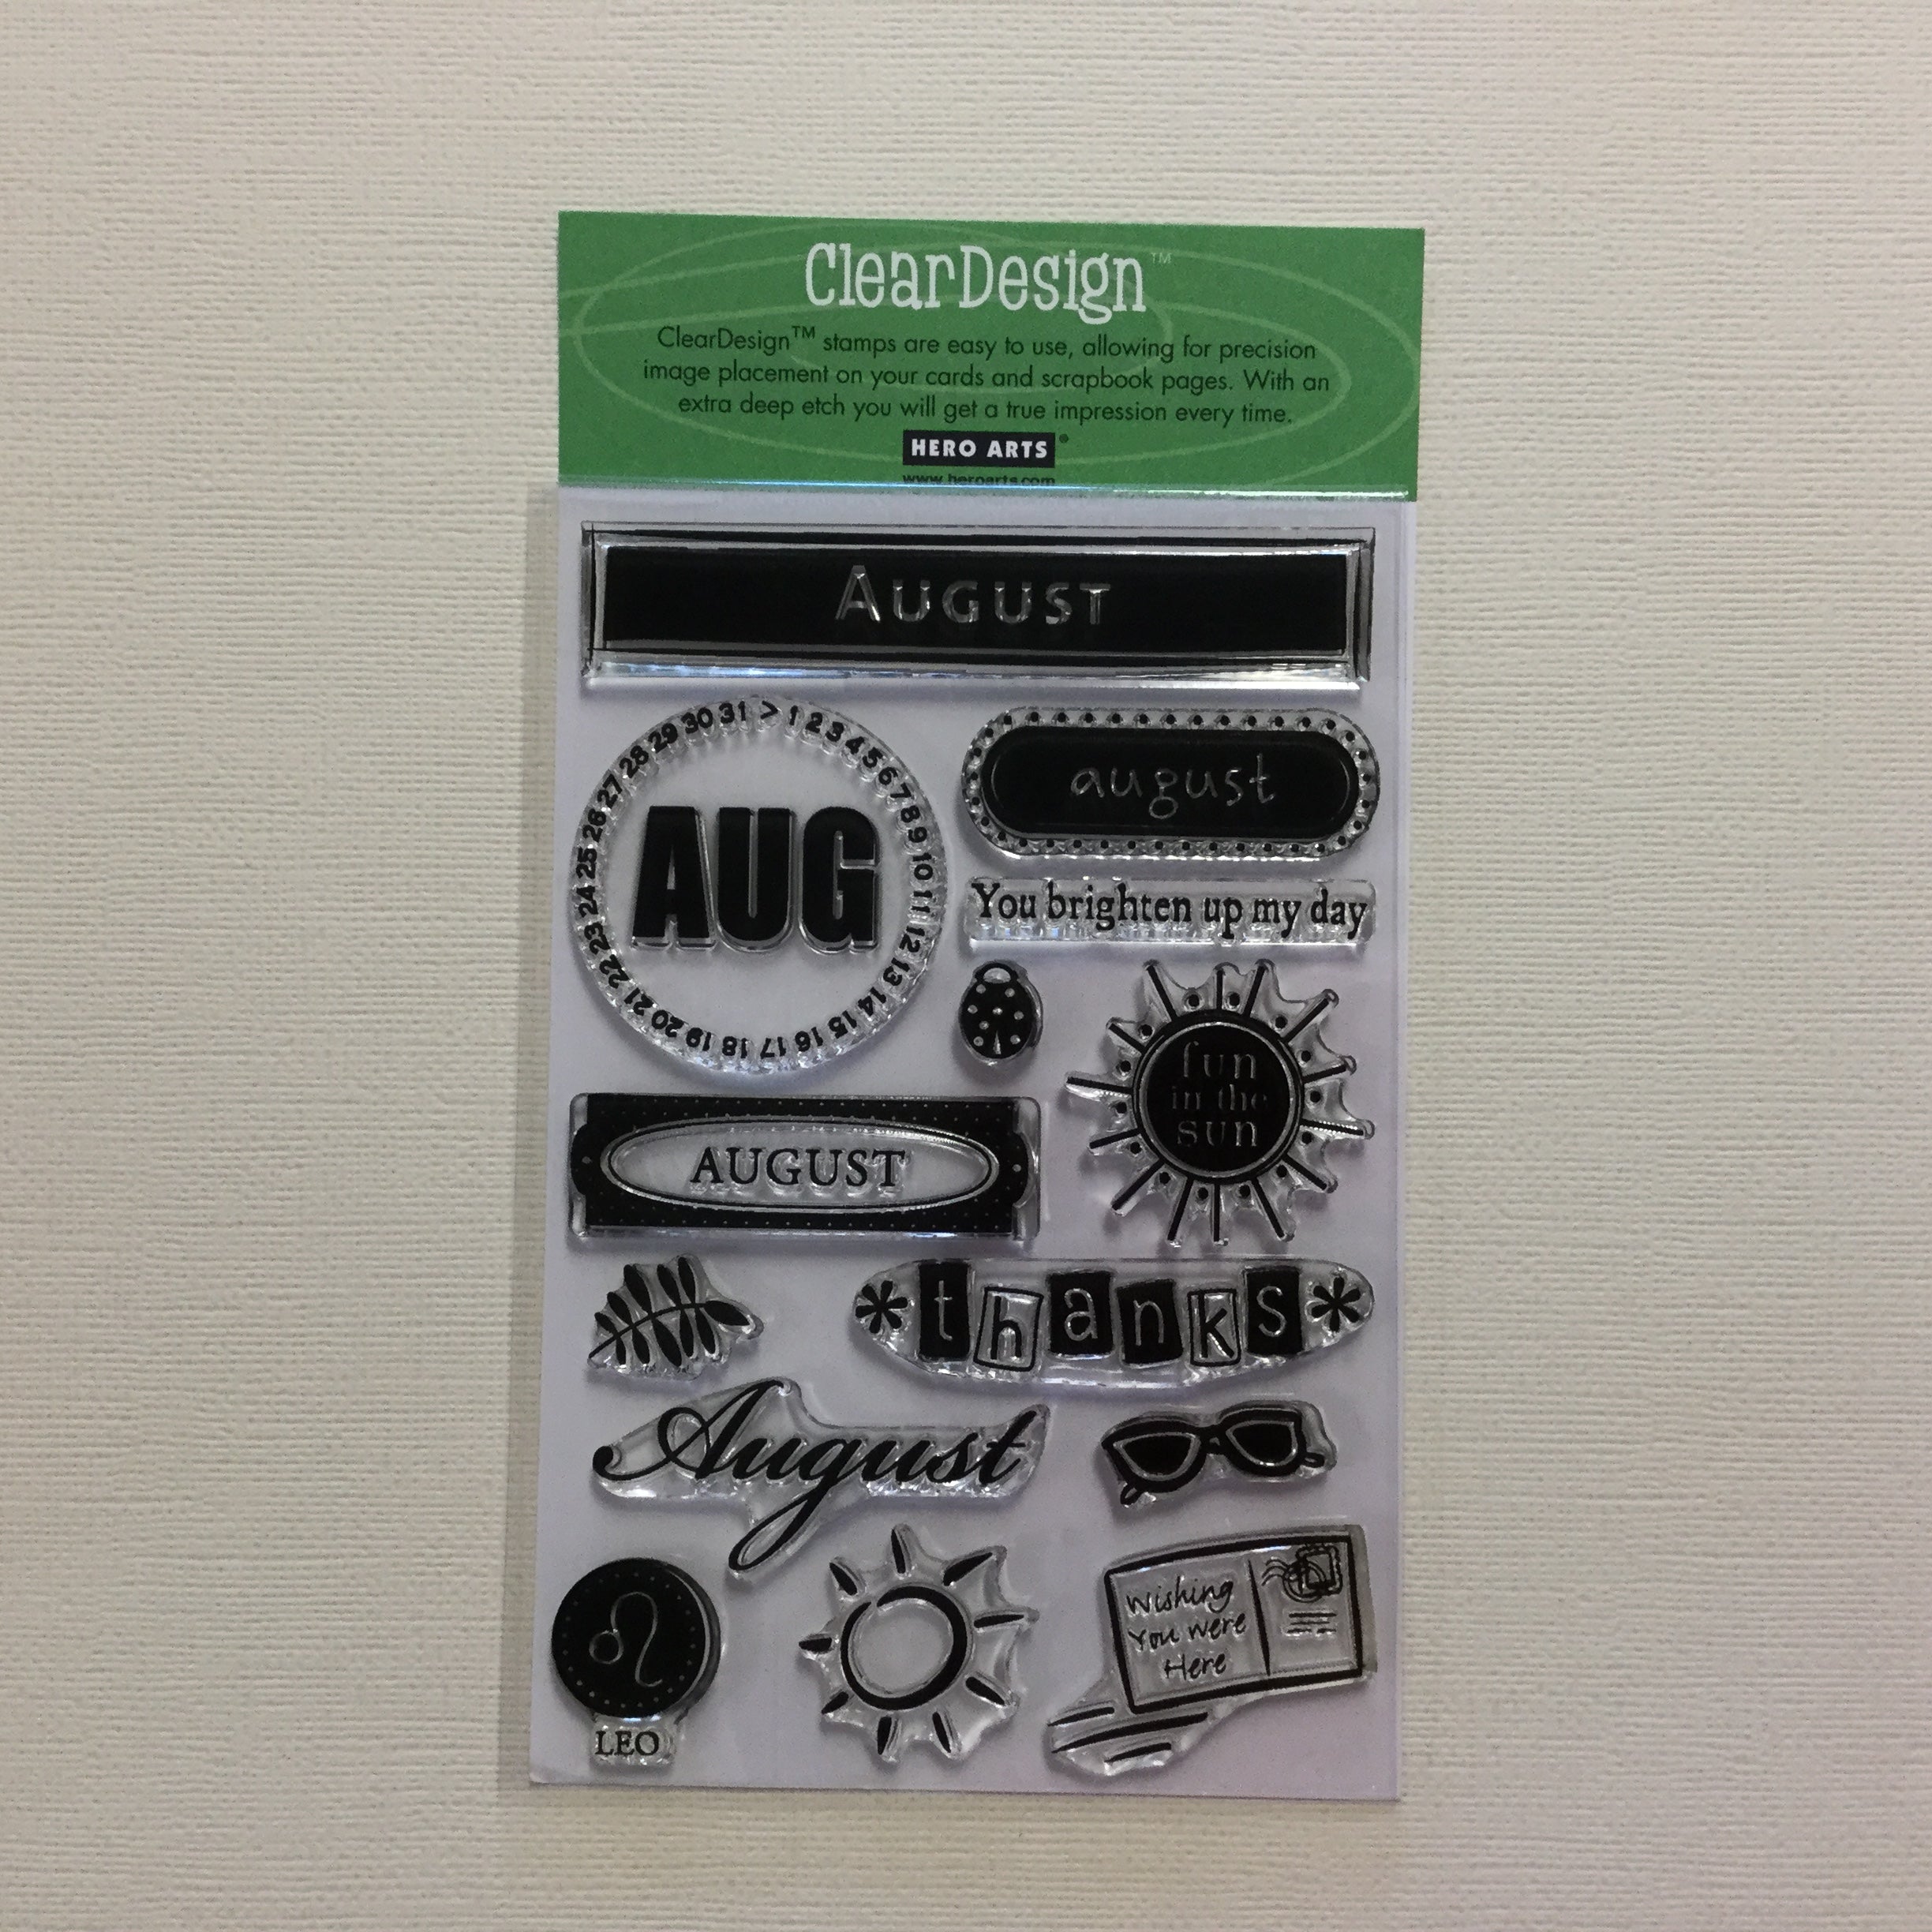 ClearDesign™
ClearDesign™ stamps are easy to use, allowing for precision
image placement on your cards and scrapbook pages. With an
extra deep etch you will get a true impression every time.
HERO ARTS®
www.heroarts.com
AUGUST
> 1 2 3 4 5 6 7 8 9 10 11 12 13 14 15 16 17 18 19 20 21 22 23 24 25 26 27 28 29 30 31
AUG
august
You brighten up my day
fun
in the
sun
AUGUST
*thanks*
August
LEO
Wishing
You were
Here